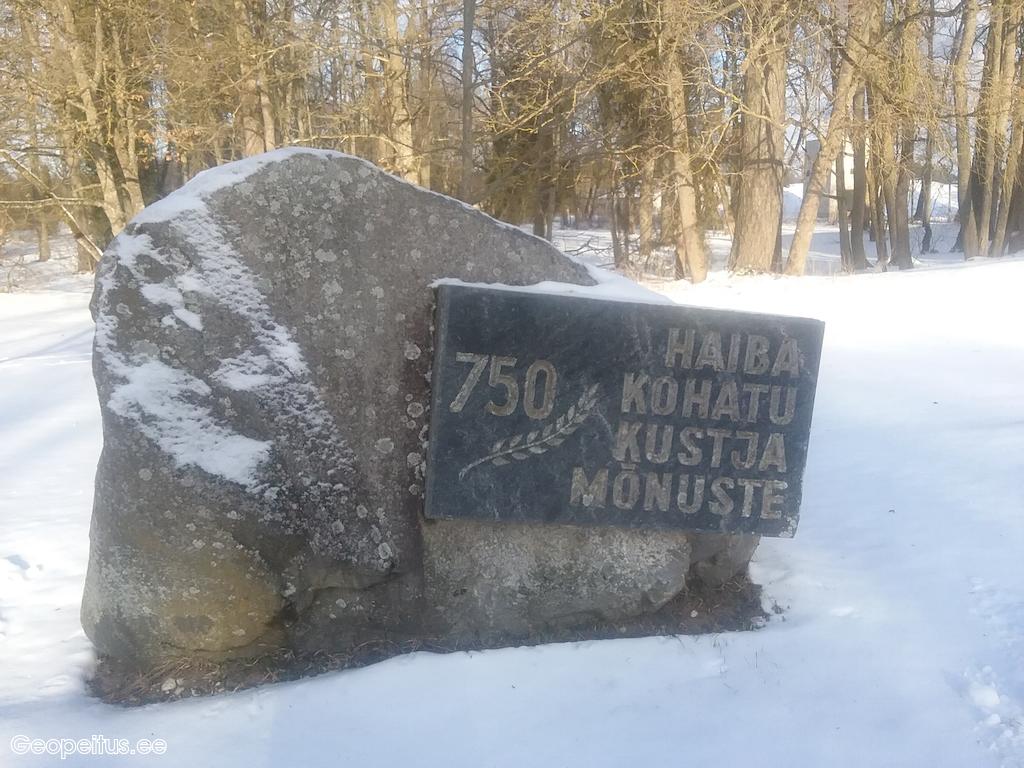 750
HAIBA
KOHATU
KUSTJA
MÕNUSTE
Geopeitus.ee